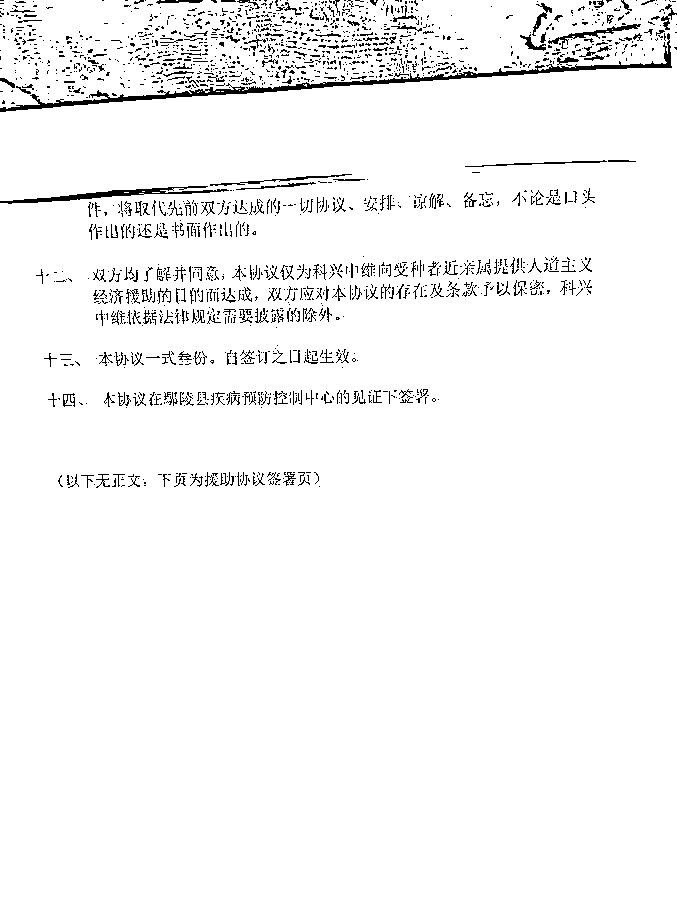 件，将取代先前双方达成的一切协议、安排、谅解、备忘，不论是口头
作出的还是书面作出的。
十二、 双方均了解并同意，本协议仅为科兴中维向受种者近亲属提供人道主义
经济援助的目的而达成，双方应对本协议的存在及条款予以保密，科兴
中维依据法律规定需要披露的除外。
十三、 本协议一式叁份，自签订之日起生效。
十四、 本协议在鄢陵县疾病预防控制中心的见证下签署。
（以下无正文，下页为援助协议签署页）